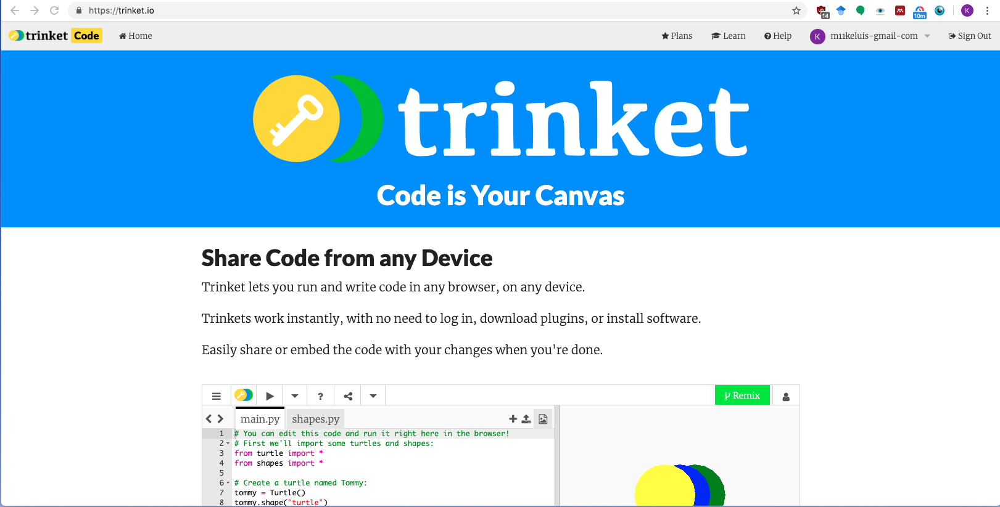 https://trinket.io
14
10m
K
trinket Code
Home
Plans
Learn
Help
K
m11keluis-gmail-com
Sign Out
trinket
Code is Your Canvas
Share Code from any Device
Trinket lets you run and write code in any browser, on any device.
Trinkets work instantly, with no need to log in, download plugins, or install software.
Easily share or embed the code with your changes when you're done.
?
Remix
main.py
shapes.py
1 # You can edit this code and run it right here in the browser!
2 # First we'll import some turtles and shapes:
3 from turtle import *
4 from shapes import *
5
6 # Create a turtle named Tommy:
7 tommy = Turtle()
8 tommy.shape("turtle")